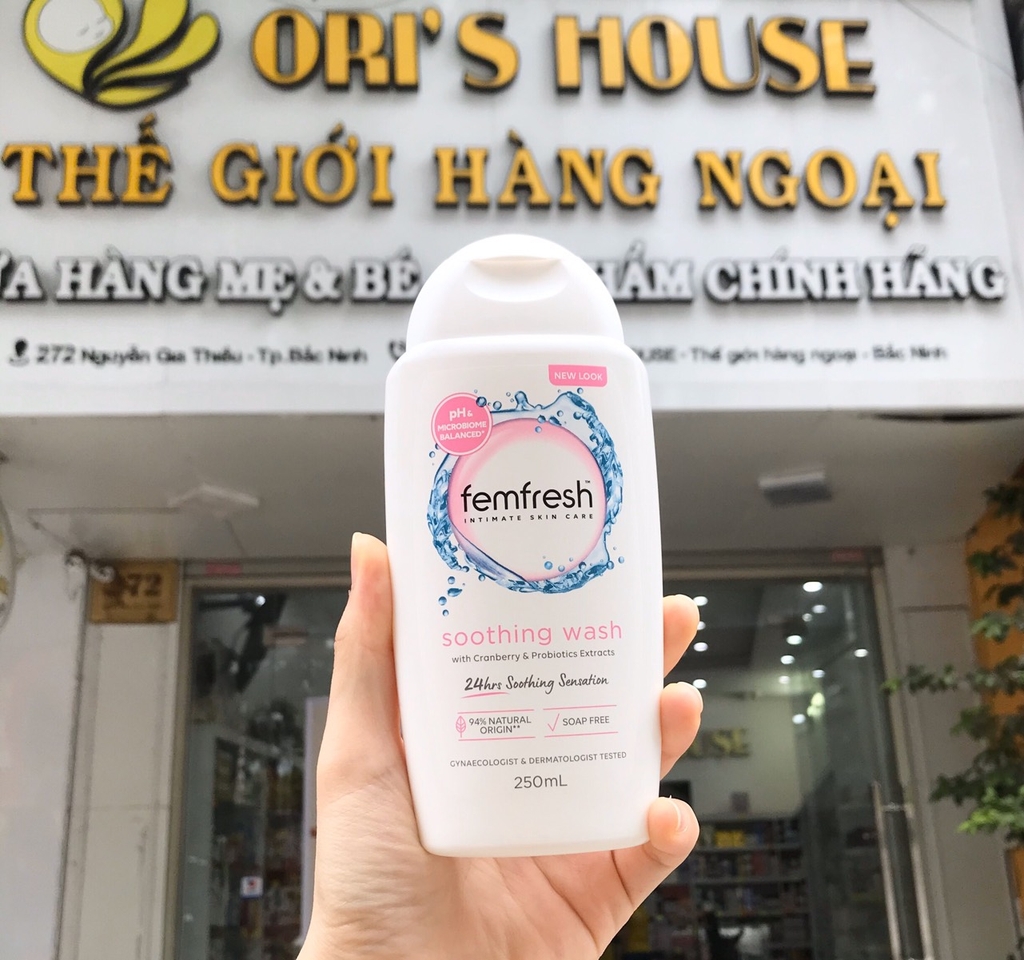 ORI'S HOUSE
THẾ GIỚI HÀNG NGOẠI
HÀNG MẸ & BÉ
CHÍNH HÃNG
272 Nguyễn Gia Thiều - Tp.Bắc Ninh
- Thế giới hàng ngoại - Bắc Ninh
NEW LOOK
pH &
MICROBIOME
BALANCED*
femfresh™
INTIMATE SKIN CARE
soothing wash
with Cranberry & Probiotics Extracts
24hrs Soothing Sensation
94% NATURAL
ORIGIN**
SOAP FREE
GYNAECOLOGIST & DERMATOLOGIST TESTED
250mL